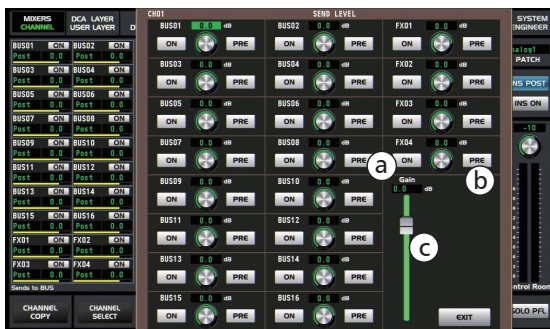 MIXERS CHANNEL
DCA LAYER USER LAYER
D
CH01 SEND LEVEL
SYSTEM
ENGINEER
BUS01 ON BUS02 ON
Post 0.0 Post 0.0
BUS03 ON BUS04 ON
Post 0.0 Post 0.0
BUS05 ON BUS06 ON
Post 0.0 Post 0.0
BUS07 ON BUS08 ON
Post 0.0 Post 0.0
BUS09 ON BUS10 ON
Post 0.0 Post 0.0
BUS11 ON BUS12 ON
Post 0.0 Post 0.0
BUS13 ON BUS14 ON
Post 0.0 Post 0.0
BUS15 ON BUS16 ON
Post 0.0 Post 0.0
FX01 ON FX02 ON
Post 0.0 Post 0.0
FX03 ON FX04 ON
Post 0.0 Post 0.0
Sends to BUS
CHANNEL COPY
CHANNEL SELECT
BUS01 0.0 dB BUS02 0.0 dB FX01 0.0 dB
ON PRE ON PRE ON PRE
BUS03 0.0 dB BUS04 0.0 dB FX02 0.0 dB
ON PRE ON PRE ON PRE
BUS05 0.0 dB BUS06 0.0 dB FX03 0.0 dB
ON PRE ON PRE ON PRE
BUS07 0.0 dB BUS08 0.0 dB FX04 0.0 dB
ON PRE ON PRE a ON PRE b
BUS09 0.0 dB BUS10 0.0 dB Gain
0.0 dB
ON PRE ON PRE
BUS11 0.0 dB BUS12 0.0 dB
ON PRE ON PRE c
BUS13 0.0 dB BUS14 0.0 dB
ON PRE ON PRE
BUS15 0.0 dB BUS16 0.0 dB
ON PRE ON PRE EXIT
nalog1
PATCH
NS POST
INS ON
-10
ntrol Room
SOLO PFL